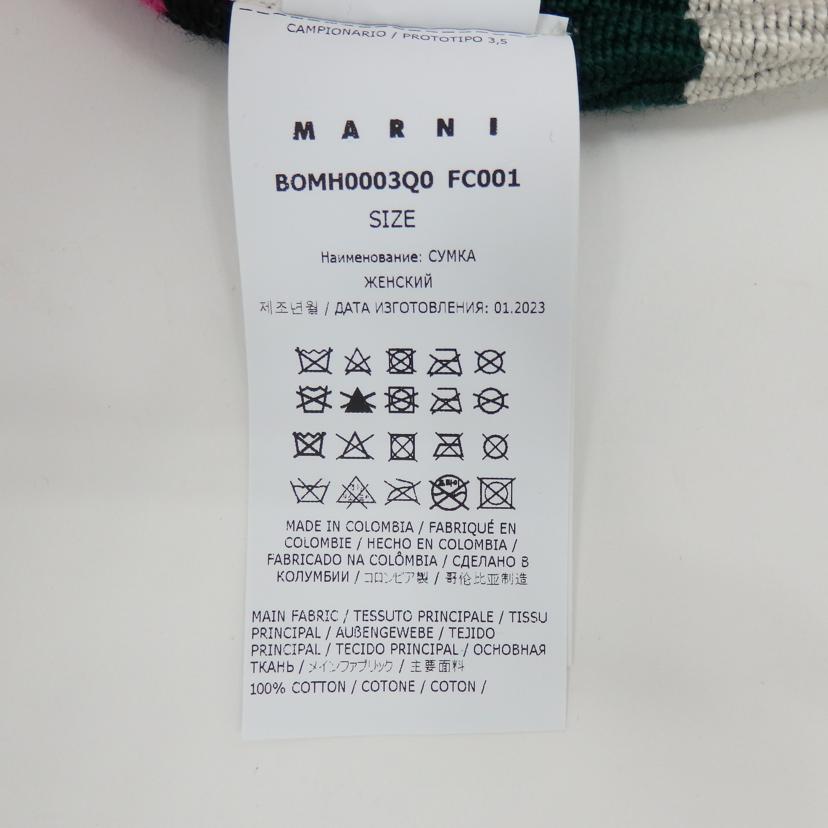 CAMPIONARIO / PROTOTIPO 3,5
MARNI
BOMH0003Q0 FC001
SIZE
Наименование: СУМКА
ЖЕНСКИЙ
제조년월 / ДАТА ИЗГОТОВЛЕНИЯ: 01.2023
드라이
MADE IN COLOMBIA / FABRIQUÉ EN
COLOMBIE / HECHO EN COLOMBIA /
FABRICADO NA COLÔMBIA / СДЕЛАНО В
КОЛУМБИИ / コロンビア製 / 哥伦比亚制造
MAIN FABRIC / TESSUTO PRINCIPALE / TISSU
PRINCIPAL / AUßENGEWEBE / TEJIDO
PRINCIPAL / TECIDO PRINCIPAL / ОСНОВНАЯ
ТКАНЬ / メインファブリック / 主要面料
100% COTTON / COTONE / COTON /